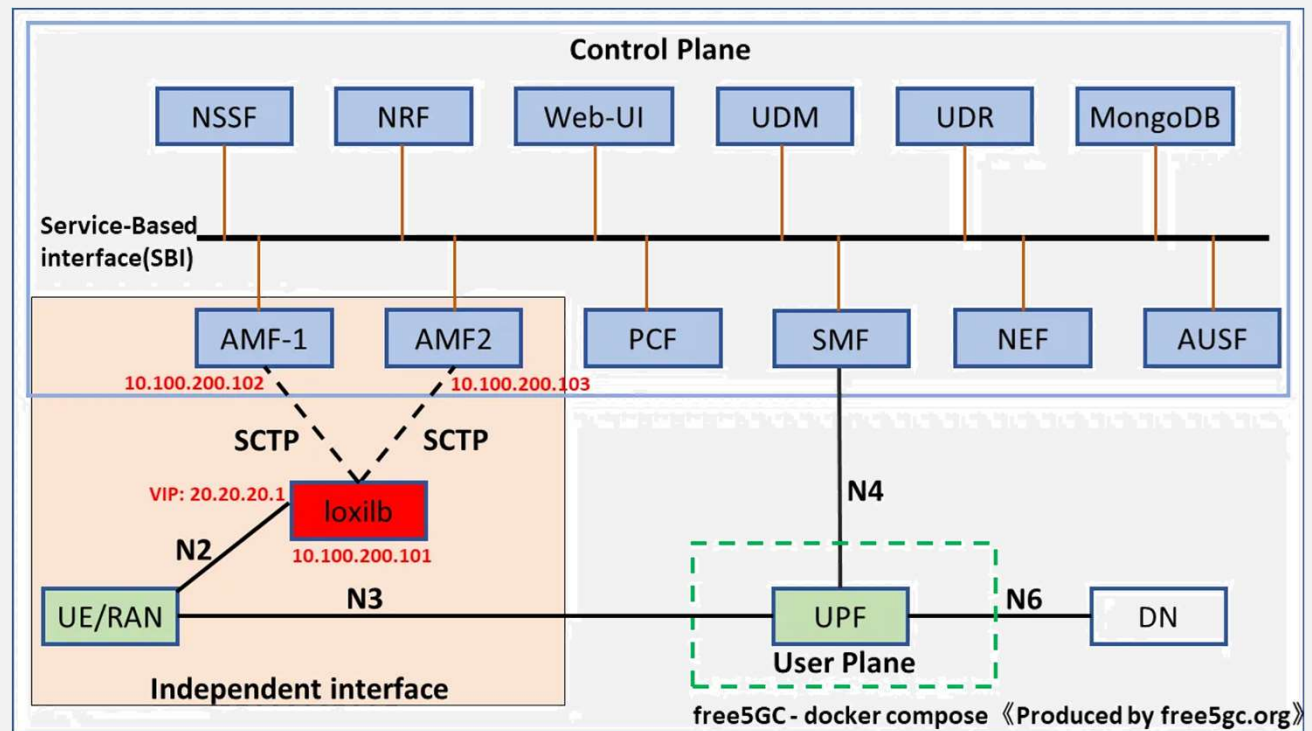 Control Plane
NSSF
NRF
Web-UI
UDM
UDR
MongoDB
Service-Based
interface(SBI)
AMF-1
AMF2
PCF
SMF
NEF
AUSF
10.100.200.102
10.100.200.103
SCTP
SCTP
VIP: 20.20.20.1
loxilb
N4
N2
10.100.200.101
UE/RAN
N3
UPF
N6
DN
User Plane
Independent interface
free5GC - docker compose 《Produced by free5gc.org》